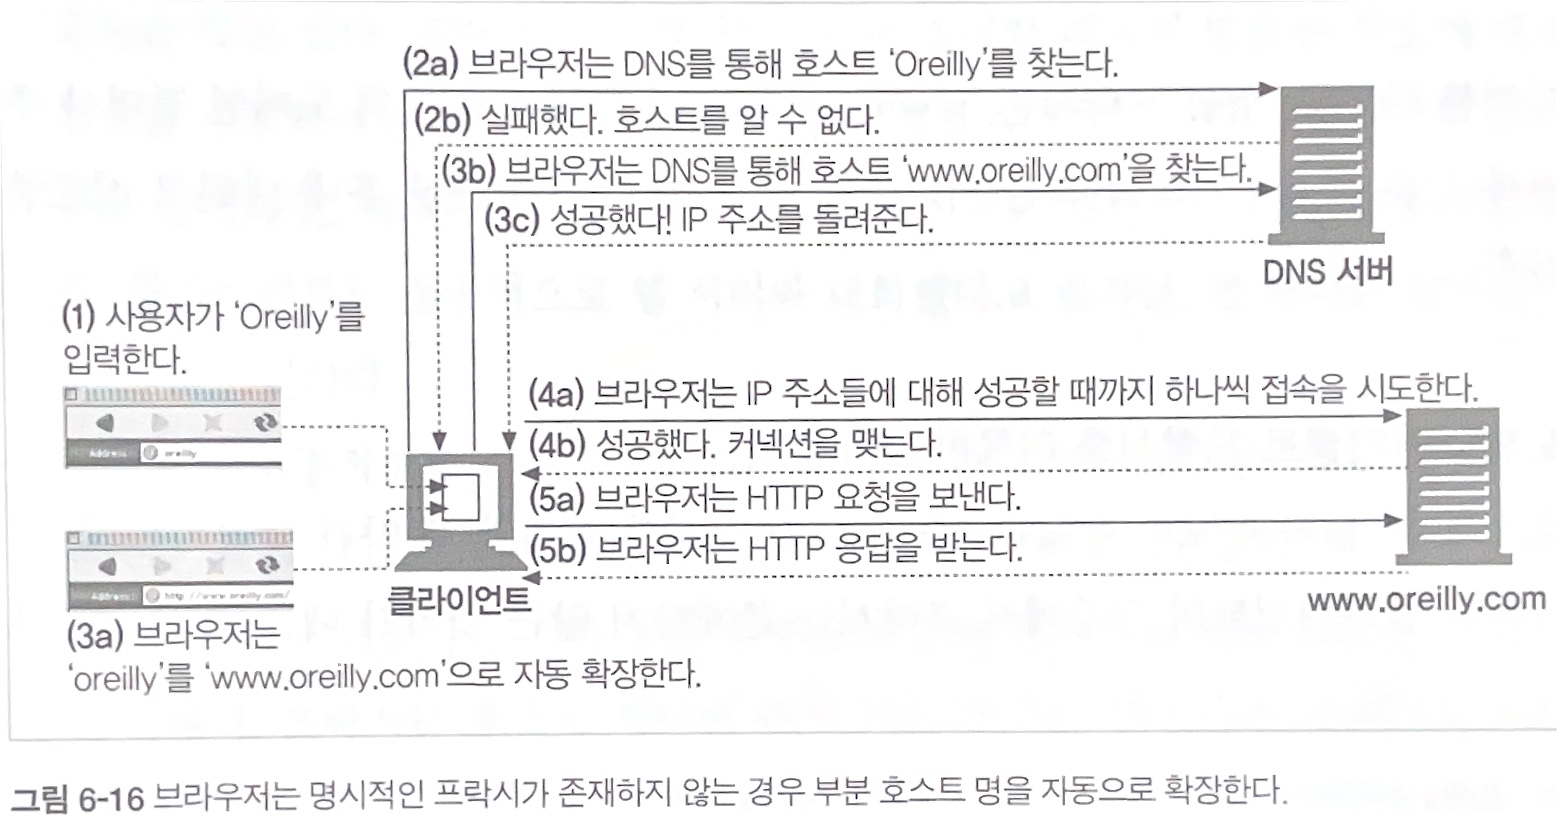 (2a) 브라우저는 DNS를 통해 호스트 ‘Oreilly’를 찾는다.
(2b) 실패했다. 호스트를 알 수 없다.
(3b) 브라우저는 DNS를 통해 호스트 ‘www.oreilly.com’을 찾는다.
(3c) 성공했다! IP 주소를 돌려준다.
DNS 서버
(1) 사용자가 ‘Oreilly’를
입력한다.
Address oreilly
(4a) 브라우저는 IP 주소들에 대해 성공할 때까지 하나씩 접속을 시도한다.
(4b) 성공했다. 커넥션을 맺는다.
(5a) 브라우저는 HTTP 요청을 보낸다.
(5b) 브라우저는 HTTP 응답을 받는다.
Address http://www.oreilly.com/
클라이언트
www.oreilly.com
(3a) 브라우저는
‘oreilly’를 ‘www.oreilly.com’으로 자동 확장한다.
그림 6-16 브라우저는 명시적인 프락시가 존재하지 않는 경우 부분 호스트 명을 자동으로 확장한다.